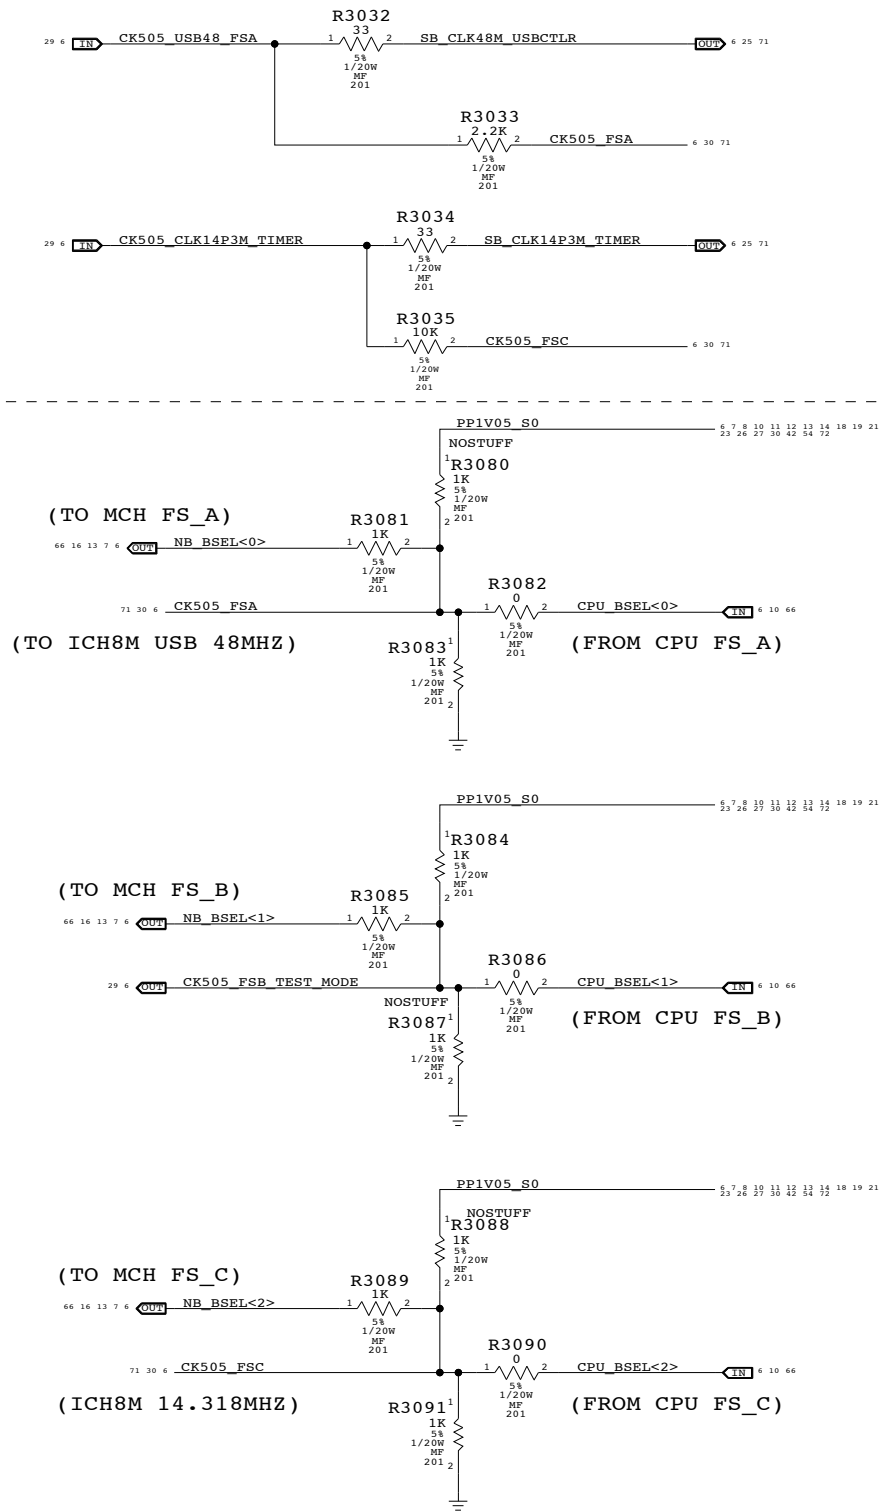 R3032
33
29 6 IN CK505_USB48_FSA 1 2 SB_CLK48M_USBCTLR OUT 6 25 71
5%
1/20W
MF
201
R3033
2.2K
1 2 CK505_FSA 6 30 71
5%
1/20W
MF
201
R3034
33
29 6 IN CK505_CLK14P3M_TIMER 1 2 SB_CLK14P3M_TIMER OUT 6 25 71
5%
1/20W
MF
201
R3035
10K
1 2 CK505_FSC 6 30 71
5%
1/20W
MF
201
PP1V05_S0 6 7 8 10 11 12 13 14 18 19 21
23 26 27 30 42 54 72
NOSTUFF
1
R3080
1K
5%
1/20W
MF
201
2
(TO MCH FS_A)
R3081
1K
66 16 13 7 6 OUT NB_BSEL<0> 1 2
5%
1/20W
MF
201
R3082
0
71 30 6 CK505_FSA 1 2 CPU_BSEL<0> IN 6 10 66
5%
1/20W
MF
201
(TO ICH8M USB 48MHZ)
(FROM CPU FS_A)
R3083 1
1K
5%
1/20W
MF
201
2
PP1V05_S0 6 7 8 10 11 12 13 14 18 19 21
23 26 27 30 42 54 72
1
R3084
1K
5%
1/20W
MF
201
2
(TO MCH FS_B)
R3085
1K
66 16 13 7 6 OUT NB_BSEL<1> 1 2
5%
1/20W
MF
201
R3086
0
29 6 OUT CK505_FSB_TEST_MODE 1 2 CPU_BSEL<1> IN 6 10 66
5%
1/20W
MF
201
(FROM CPU FS_B)
NOSTUFF
R3087 1
1K
5%
1/20W
MF
201
2
PP1V05_S0 6 7 8 10 11 12 13 14 18 19 21
23 26 27 30 42 54 72
NOSTUFF
1
R3088
1K
5%
1/20W
MF
201
2
(TO MCH FS_C)
R3089
1K
66 16 13 7 6 OUT NB_BSEL<2> 1 2
5%
1/20W
MF
201
R3090
0
71 30 6 CK505_FSC 1 2 CPU_BSEL<2> IN 6 10 66
5%
1/20W
MF
201
(ICH8M 14.318MHZ)
(FROM CPU FS_C)
R3091 1
1K
5%
1/20W
MF
201
2